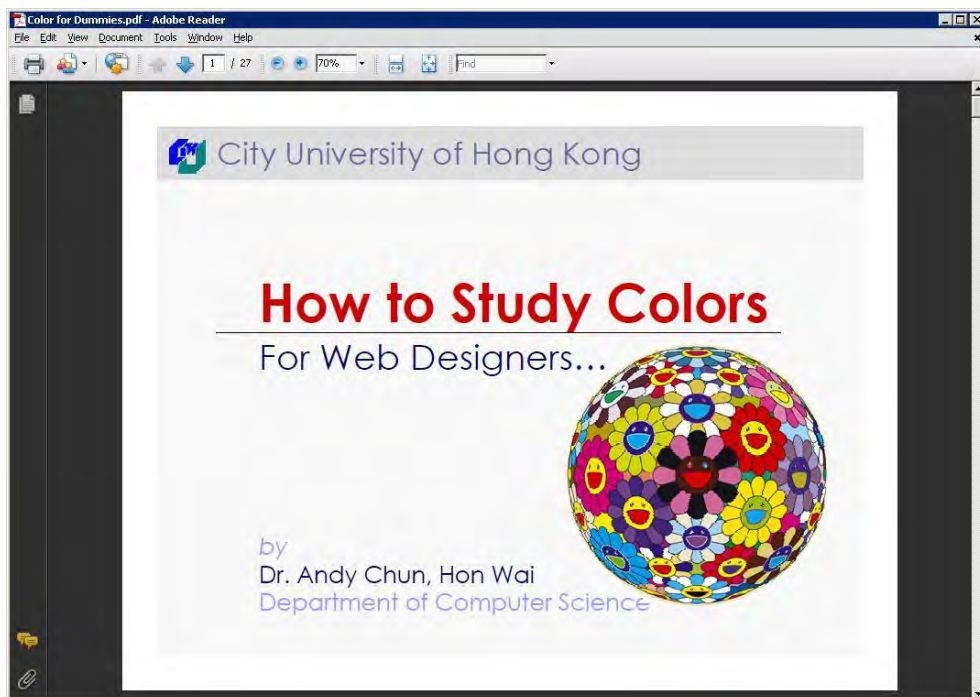 Color for Dummies.pdf - Adobe Reader
File Edit View Document Tools Window Help
1 / 27 70% Find
City University of Hong Kong
How to Study Colors
For Web Designers...
by
Dr. Andy Chun, Hon Wai
Department of Computer Science